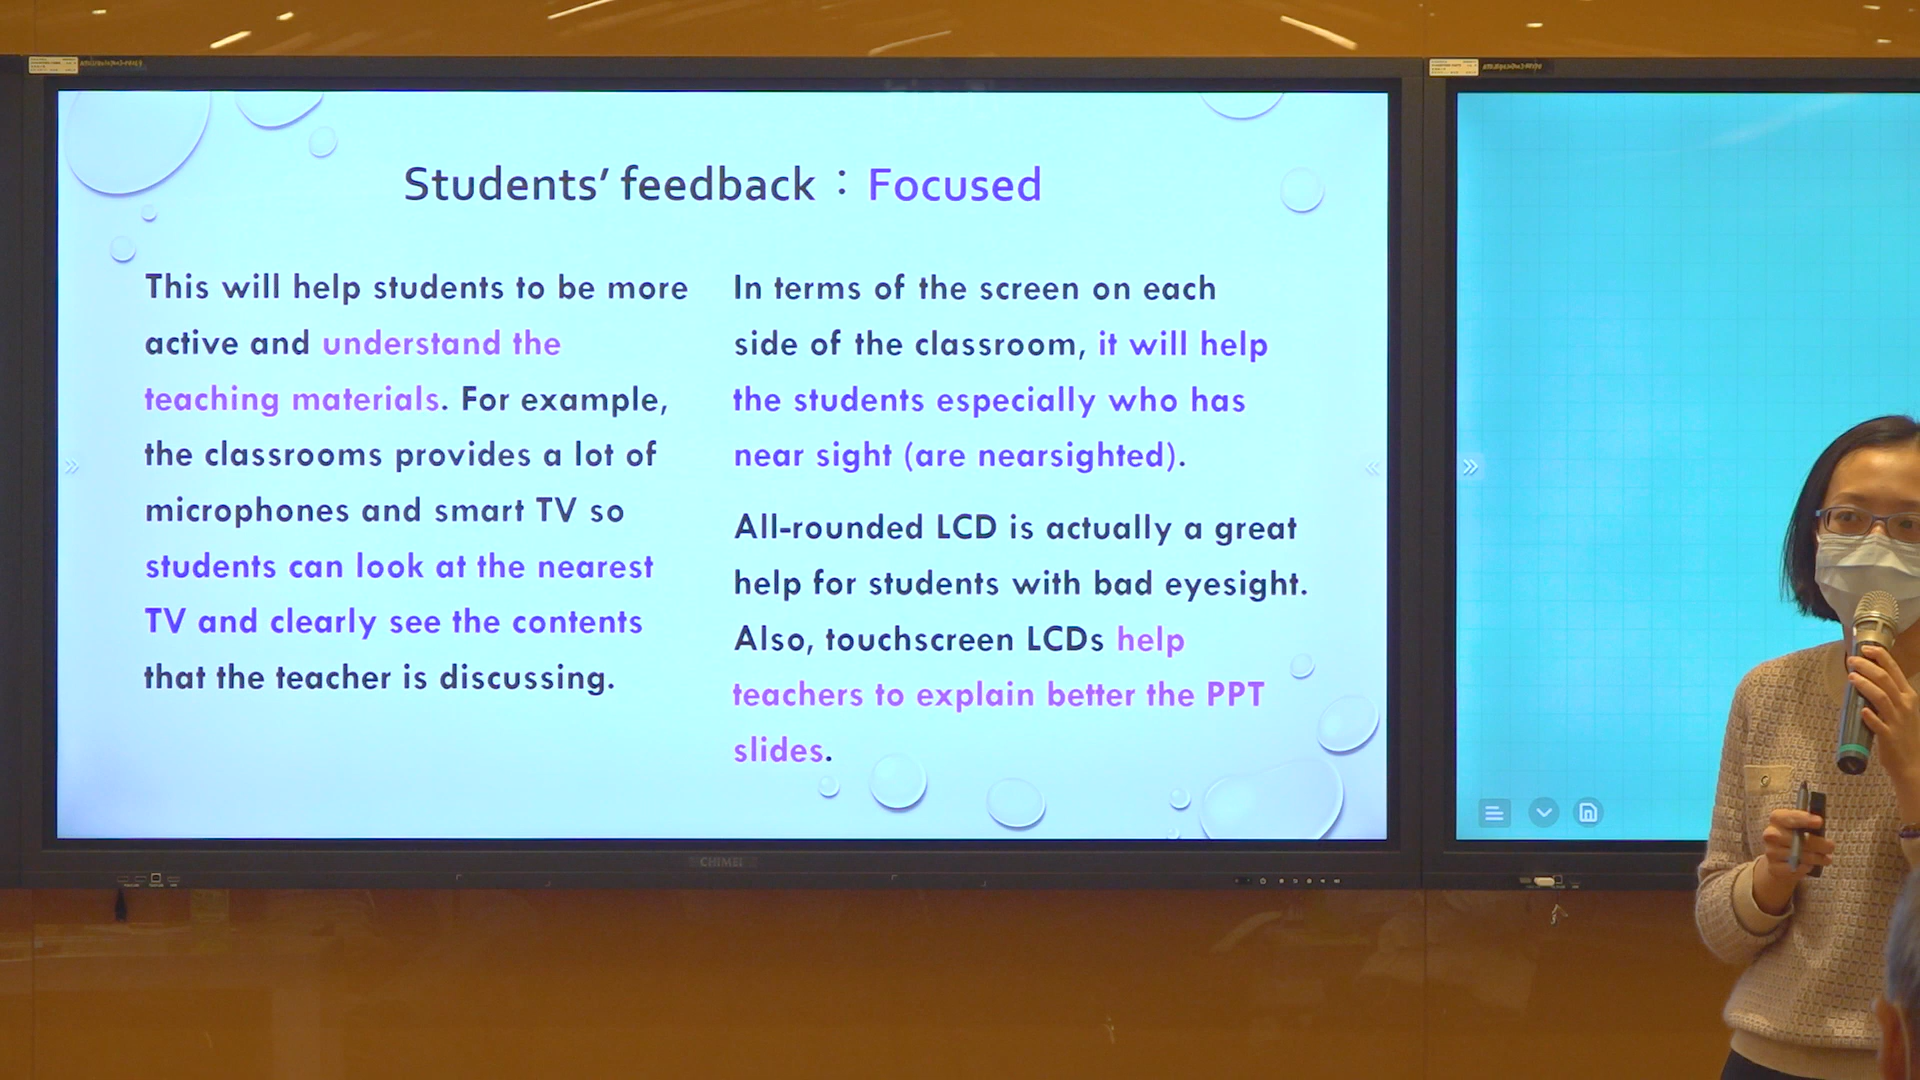 Students' feedback：Focused
This will help students to be more
active and understand the
teaching materials. For example,
the classrooms provides a lot of
microphones and smart TV so
students can look at the nearest
TV and clearly see the contents
that the teacher is discussing.
In terms of the screen on each
side of the classroom, it will help
the students especially who has
near sight (are nearsighted).
All-rounded LCD is actually a great
help for students with bad eyesight.
Also, touchscreen LCDs help
teachers to explain better the PPT
slides.
CHIMEI